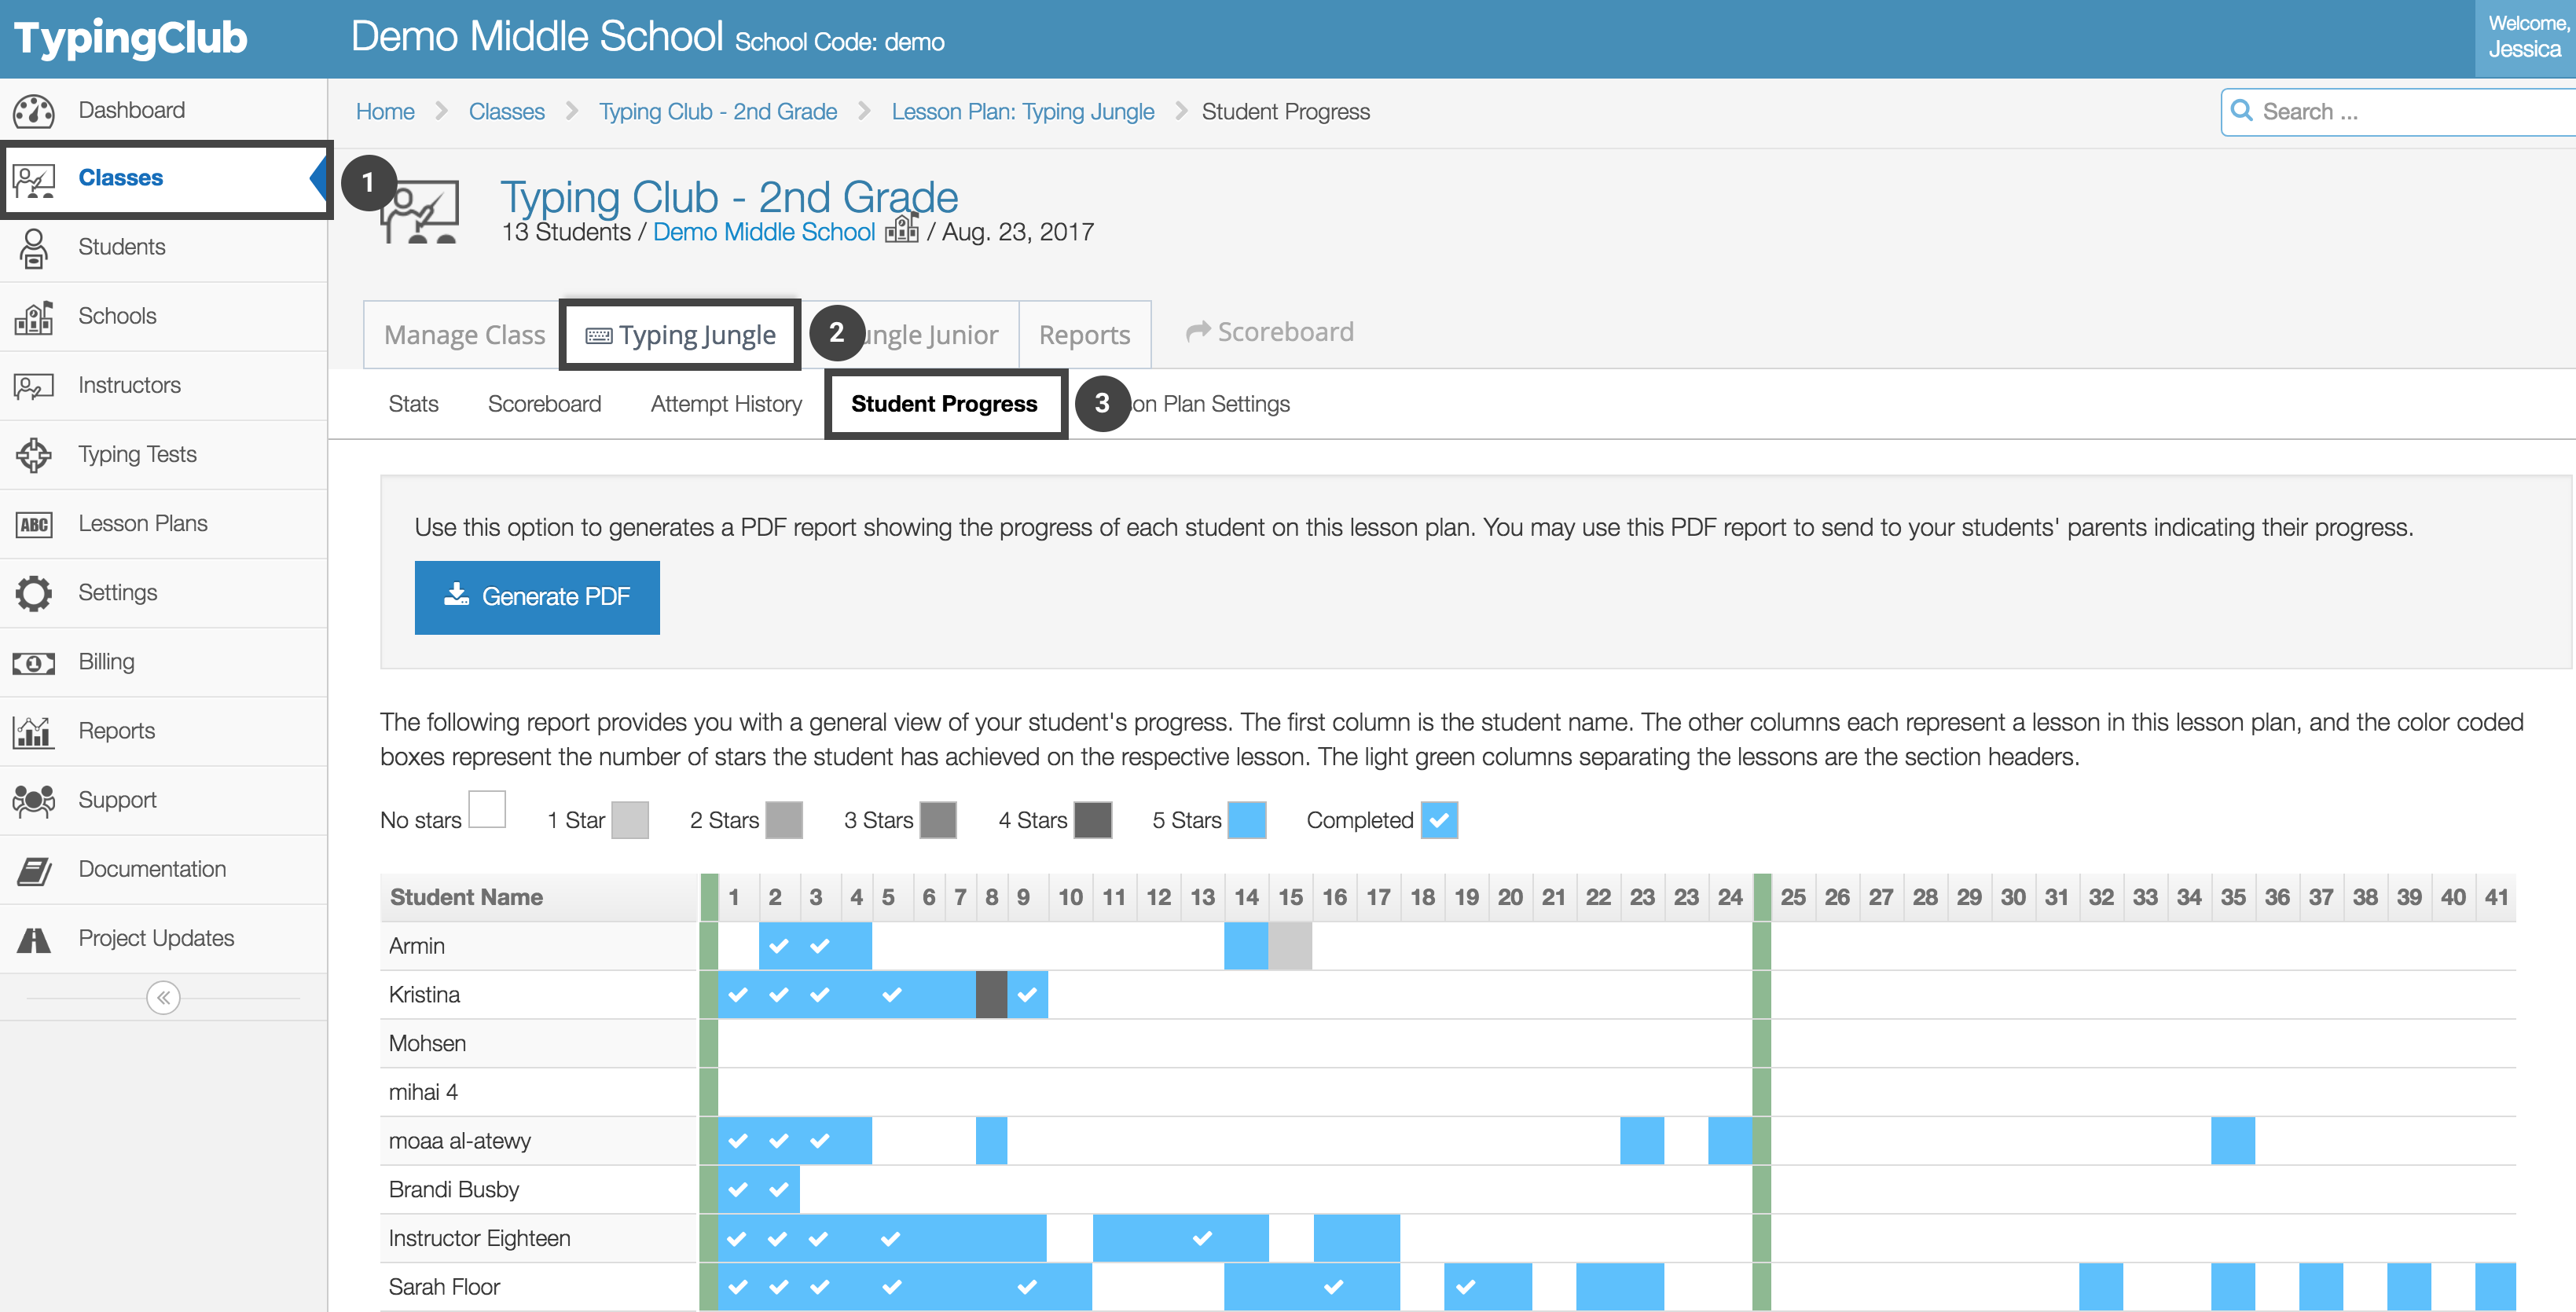 TypingClub
Demo Middle School School Code: demo
Welcome,
Jessica
Dashboard
Classes
Students
Schools
Instructors
Typing Tests
ABC Lesson Plans
Settings
1 Billing
Reports
Support
Documentation
Project Updates
Home Classes Typing Club - 2nd Grade Lesson Plan: Typing Jungle Student Progress
Search ...
1
Typing Club - 2nd Grade
13 Students / Demo Middle School / Aug. 23, 2017
Manage Class Typing Jungle 2 ungle Junior Reports Scoreboard
Stats Scoreboard Attempt History Student Progress 3 on Plan Settings
Use this option to generates a PDF report showing the progress of each student on this lesson plan. You may use this PDF report to send to your students' parents indicating their progress.
Generate PDF
The following report provides you with a general view of your student's progress. The first column is the student name. The other columns each represent a lesson in this lesson plan, and the color coded
boxes represent the number of stars the student has achieved on the respective lesson. The light green columns separating the lessons are the section headers.
No stars 1 Star 2 Stars 3 Stars 4 Stars 5 Stars Completed
Student Name 1 2 3 4 5 6 7 8 9 10 11 12 13 14 15 16 17 18 19 20 21 22 23 23 24 25 26 27 28 29 30 31 32 33 34 35 36 37 38 39 40 41
Armin
Kristina
Mohsen
mihai 4
moaa al-atewy
Brandi Busby
Instructor Eighteen
Sarah Floor